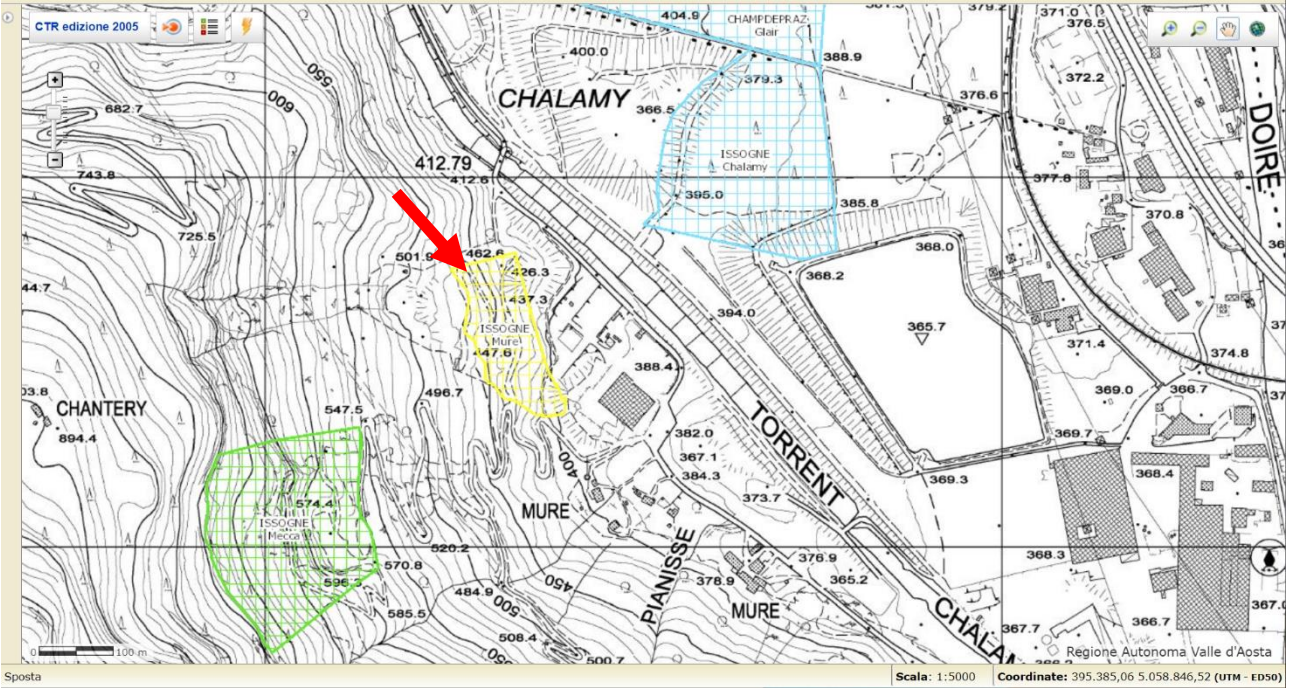 CTR edizione 2005
404.9
CHAMPDEPRAZ
Glair
379.2
371.0
376.5
550
600
400.0
388.9
379.3
372.2
682.7
CHALAMY
366.5
376.6
DOIRE
412.79
412.6
ISSOGNE
Chalamy
743.8
395.0
377.8
385.8
370.8
725.5
501.9
462.6
426.3
368.0
368.2
437.3
394.0
365.7
ISSOGNE
Mure
447.6
371.4
374.8
388.4
496.7
369.0
366.7
CHANTERY
894.4
547.5
382.0
TORRENT
369.7
367.1
384.3
400
369.3
368.4
574.4
373.7
MURE
ISSOGNE
Mecca
520.2
PIANISSE
376.9
368.3
570.8
596.3
484.9
500
450
378.9
365.2
585.5
MURE
CHALAM
367.7
366.7
367.0
508.4
500.7
0
100 m
Regione Autonoma Valle d'Aosta
Sposta
Scala: 1:5000
Coordinate: 395.385,06 5.058.846,52 (UTM - ED50)